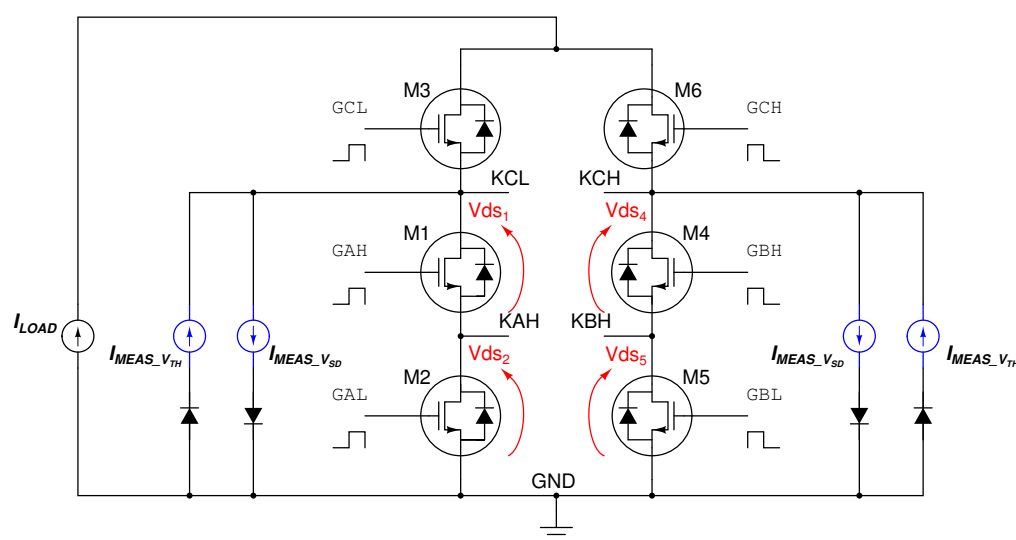 M3
M6
GCL
GCH
KCL
KCH
Vds1
Vds4
M1
M4
GAH
GBH
KAH
KBH
ILOAD
IMEAS_VTH
IMEAS_VSD
Vds2
Vds5
IMEAS_VSD
IMEAS_VTH
M2
M5
GAL
GBL
GND